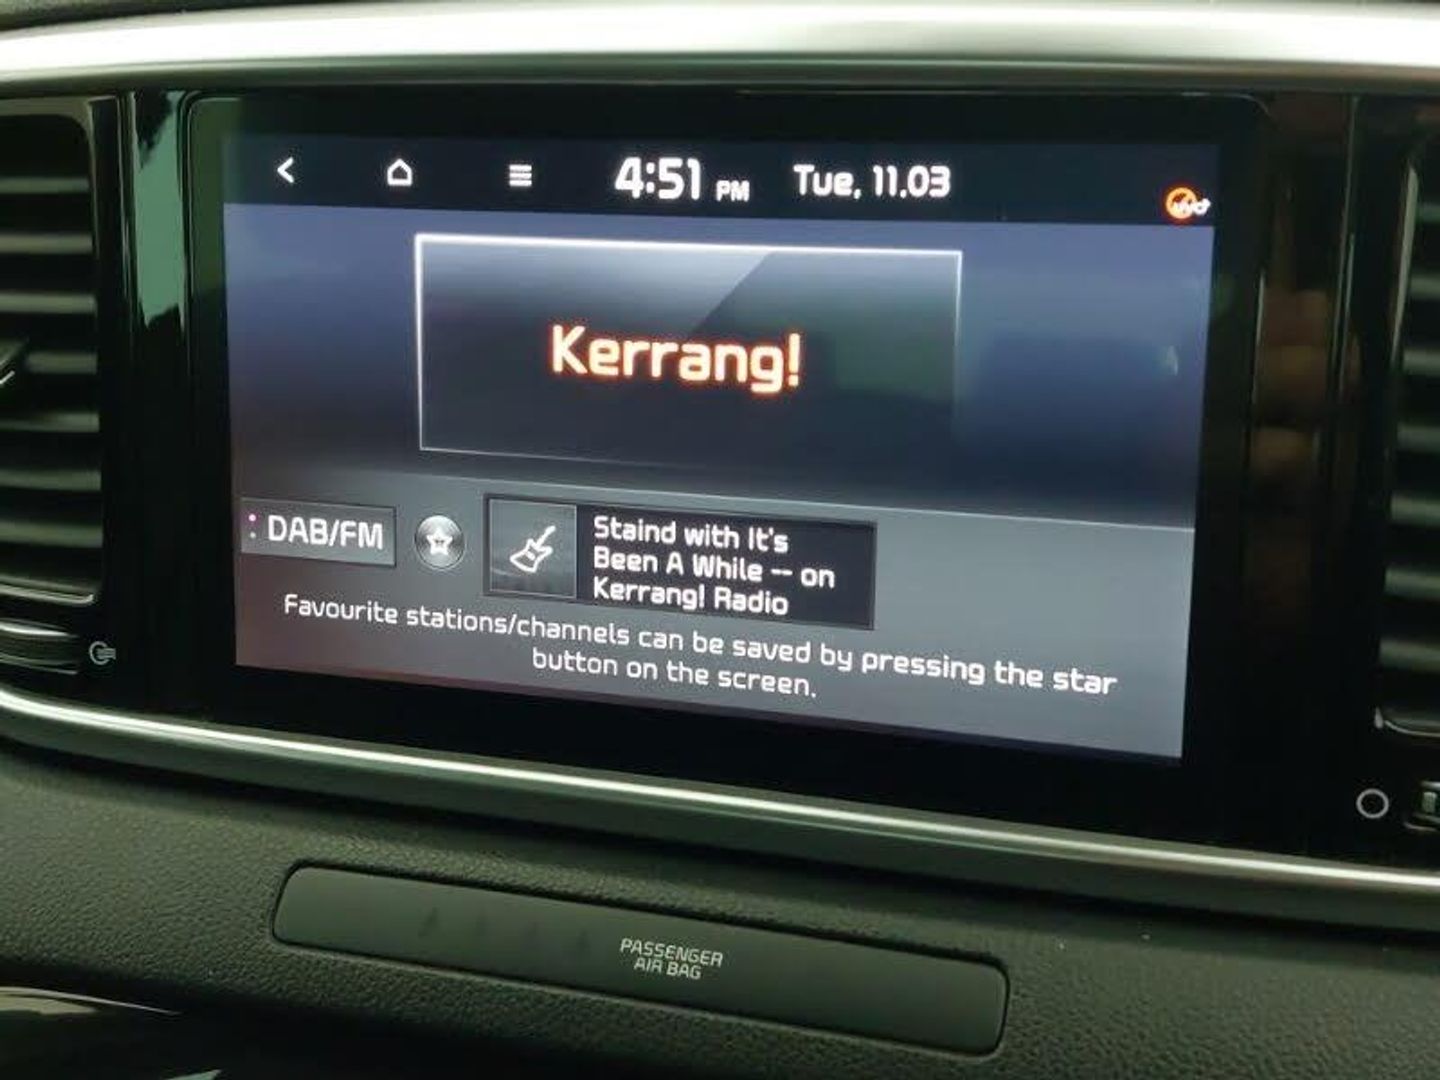 4:51 PM Tue, 11.03
Kerrang!
DAB/FM
Staind with It's
Been A While -- on
Kerrang! Radio
Favourite stations/channels can be saved by pressing the star
button on the screen.
PASSENGER
AIR BAG